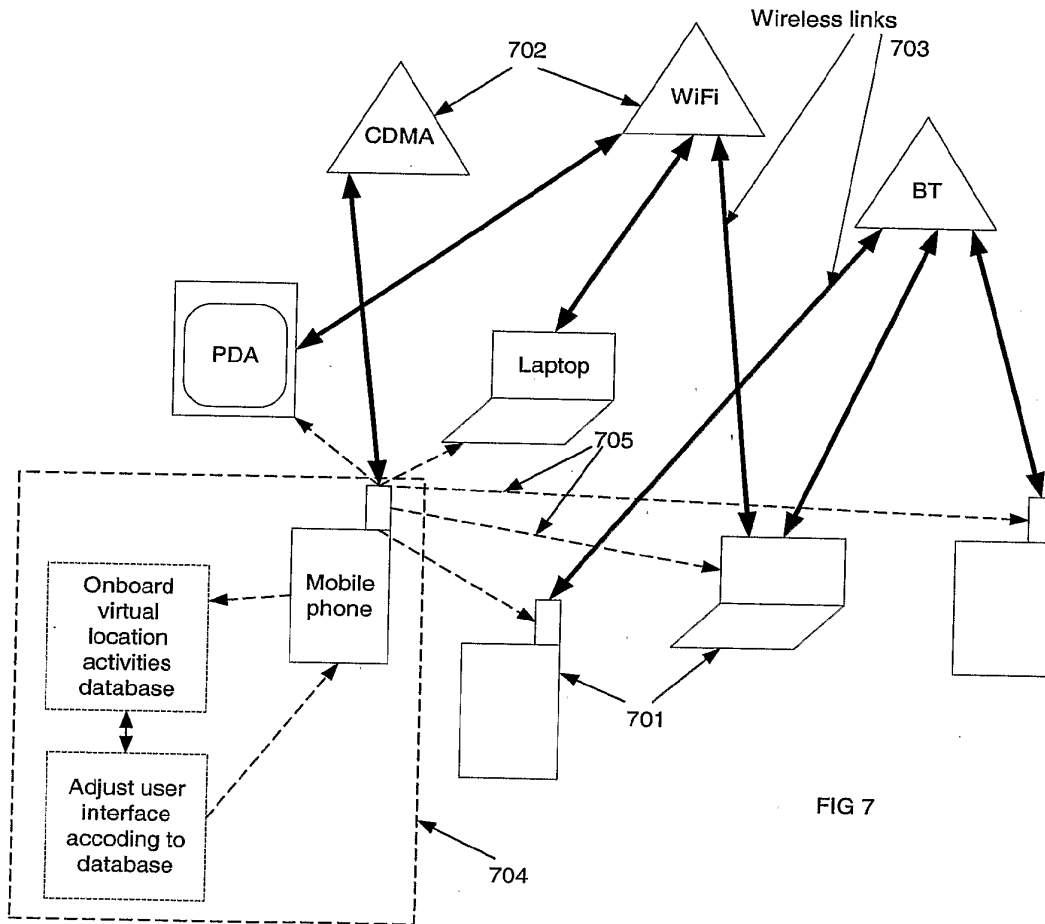 Wireless links
703
702
WiFi
CDMA
BT
PDA
Laptop
705
Mobile
phone
Onboard
virtual
location
activities
database
701
Adjust user
interface
accoding to
database
FIG 7
704